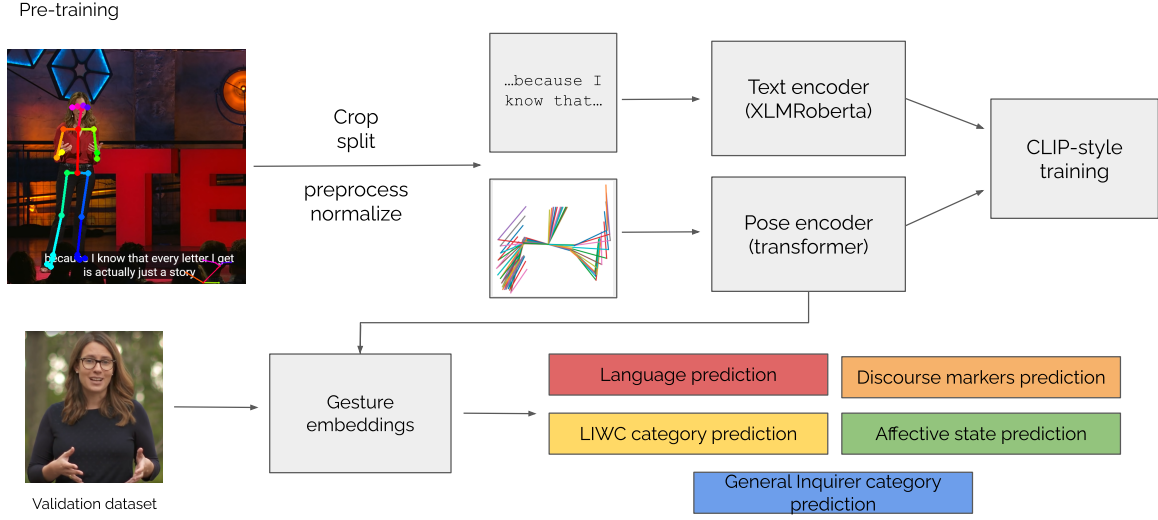 Pre-training
TE
because I know that every letter I get
is actually just a story
Crop
split
preprocess
normalize
…because I
know that…
Text encoder
(XLMRoberta)
Pose encoder
(transformer)
CLIP-style
training
Validation dataset
Gesture
embeddings
Language prediction
Discourse markers prediction
LIWC category prediction
Affective state prediction
General Inquirer category
prediction